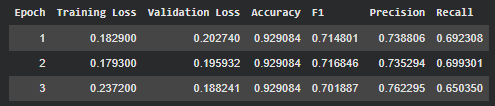 Epoch Training Loss Validation Loss Accuracy F1 Precision Recall
1 0.182900 0.202740 0.929084 0.714801 0.738806 0.692308
2 0.179300 0.195932 0.929084 0.716846 0.735294 0.699301
3 0.237200 0.188241 0.929084 0.701887 0.762295 0.650350